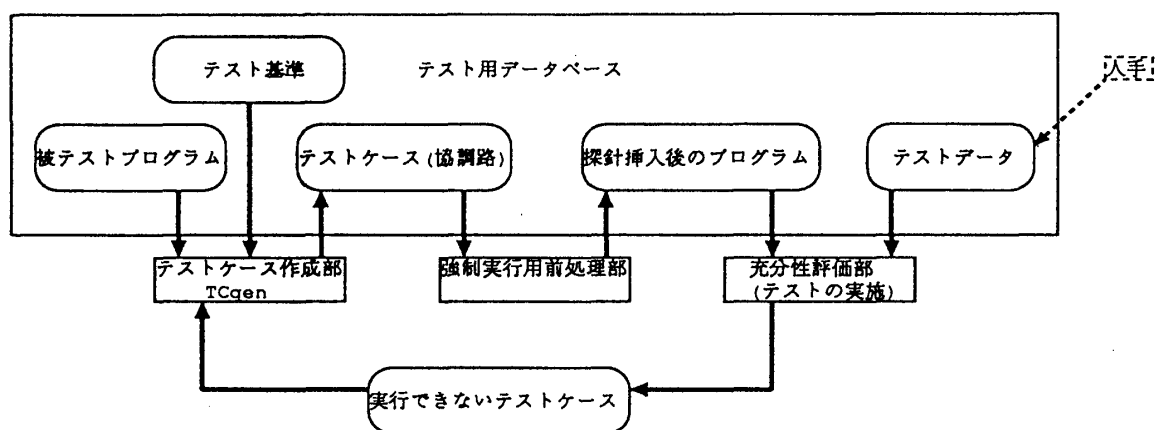 テスト基準
テスト用データベース
人手
被テストプログラム
テストケース(協調路)
探針挿入後のプログラム
テストデータ
テストケース作成部
TCgen
強制実行用前処理部
充分性評価部
(テストの実施)
実行できないテストケース